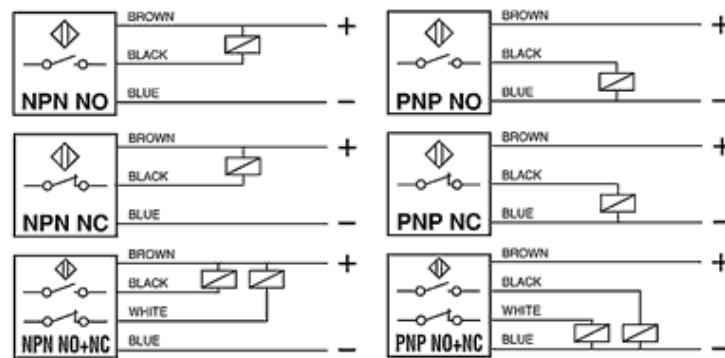 BROWN
+
BLACK
NPN NO
BLUE
−
BROWN
+
BLACK
PNP NO
BLUE
−
BROWN
+
BLACK
NPN NC
BLUE
−
BROWN
+
BLACK
PNP NC
BLUE
−
BROWN
+
BLACK
WHITE
NPN NO+NC
BLUE
−
BROWN
+
BLACK
WHITE
PNP NO+NC
BLUE
−